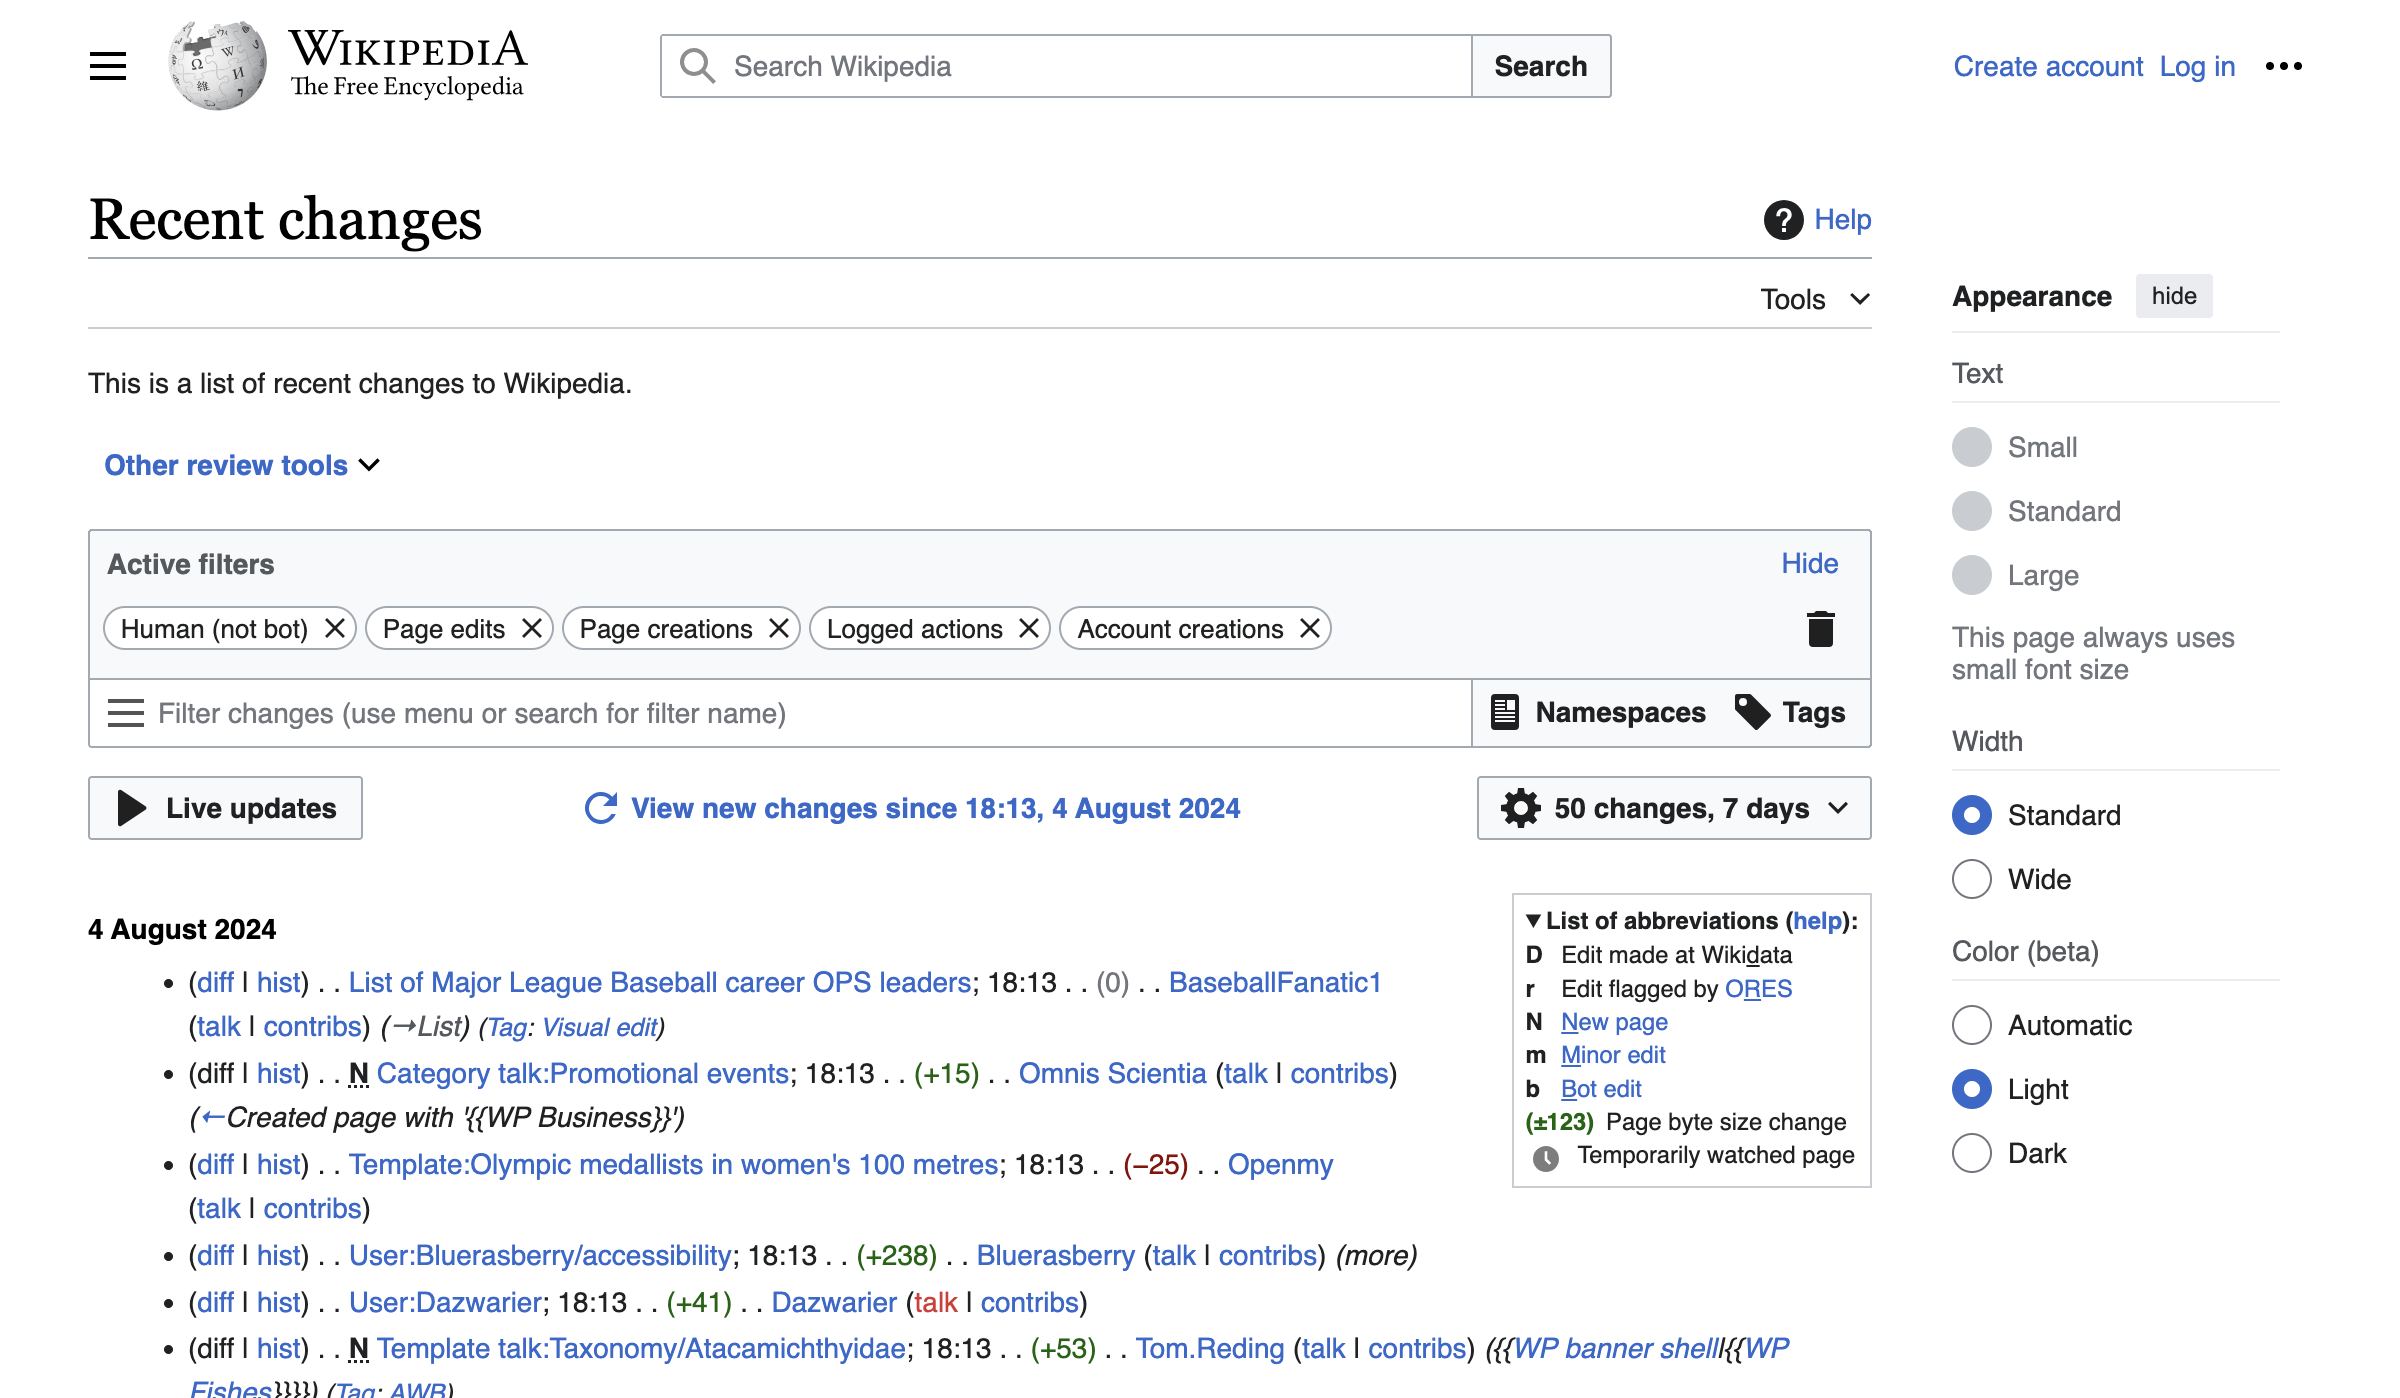 WIKIPEDIA
The Free Encyclopedia
Search Wikipedia
Search
Create account Log in
Recent changes
Help
Tools
This is a list of recent changes to Wikipedia.
Other review tools
Active filters
Hide
Human (not bot)
Page edits
Page creations
Logged actions
Account creations
Filter changes (use menu or search for filter name)
Namespaces
Tags
Live updates
View new changes since 18:13, 4 August 2024
50 changes, 7 days
4 August 2024
(diff | hist) . . List of Major League Baseball career OPS leaders; 18:13 . . (0) . . BaseballFanatic1
(talk | contribs) (→List) (Tag: Visual edit)
(diff | hist) . . N Category talk:Promotional events; 18:13 . . (+15) . . Omnis Scientia (talk | contribs)
(←Created page with '{{WP Business}}')
(diff | hist) . . Template:Olympic medallists in women's 100 metres; 18:13 . . (−25) . . Openmy
(talk | contribs)
(diff | hist) . . User:Bluerasberry/accessibility; 18:13 . . (+238) . . Bluerasberry (talk | contribs) (more)
(diff | hist) . . User:Dazwarier; 18:13 . . (+41) . . Dazwarier (talk | contribs)
(diff | hist) . . N Template talk:Taxonomy/Atacamichthyidae; 18:13 . . (+53) . . Tom.Reding (talk | contribs) ({{WP banner shell|{{WP
Fishes}}}}) (Tag: AWB)
List of abbreviations (help):
D Edit made at Wikidata
r Edit flagged by ORES
N New page
m Minor edit
b Bot edit
(±123) Page byte size change
Temporarily watched page
Appearance
hide
Text
Small
Standard
Large
This page always uses
small font size
Width
Standard
Wide
Color (beta)
Automatic
Light
Dark